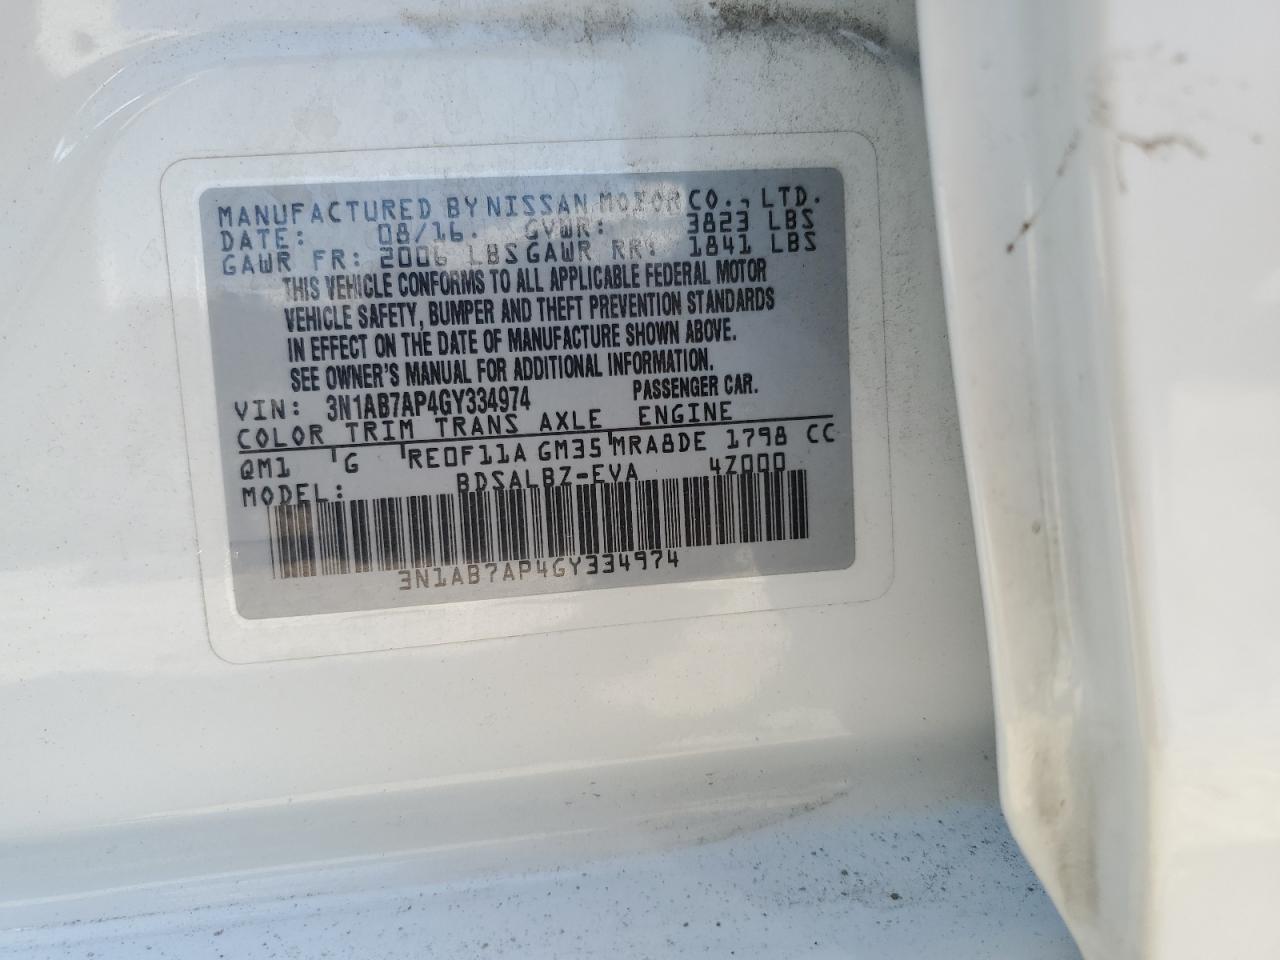 MANUFACTURED BY NISSAN MOTOR CO., LTD.
DATE: 08/16. GVWR: 3823 LBS
GAWR FR: 2006 LBS GAWR RR: 1841 LBS
THIS VEHICLE CONFORMS TO ALL APPLICABLE FEDERAL MOTOR
VEHICLE SAFETY, BUMPER AND THEFT PREVENTION STANDARDS
IN EFFECT ON THE DATE OF MANUFACTURE SHOWN ABOVE.
SEE OWNER'S MANUAL FOR ADDITIONAL INFORMATION.
VIN: 3N1AB7AP4GY334974 PASSENGER CAR.
COLOR TRIM TRANS AXLE ENGINE
QM1 G RE0F11A GM35 MRA8DE 1798 CC
MODEL: BDSALBZ-EVA 4Z000
3N1AB7AP4GY334974